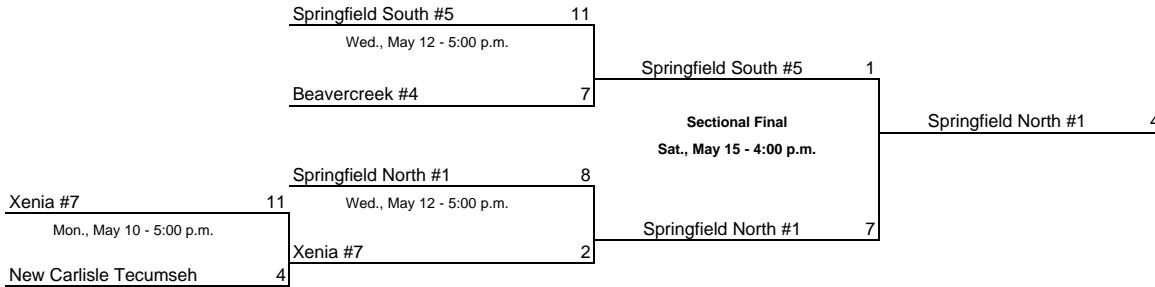 Springfield South #5 11
Wed., May 12 - 5:00 p.m.
Springfield South #5 1
Beavercreek #4 7
Sectional Final
Springfield North #1 4
Sat., May 15 - 4:00 p.m.
Springfield North #1 8
Xenia #7 11
Wed., May 12 - 5:00 p.m.
Mon., May 10 - 5:00 p.m.
Springfield North #1 7
Xenia #7 2
New Carlisle Tecumseh 4